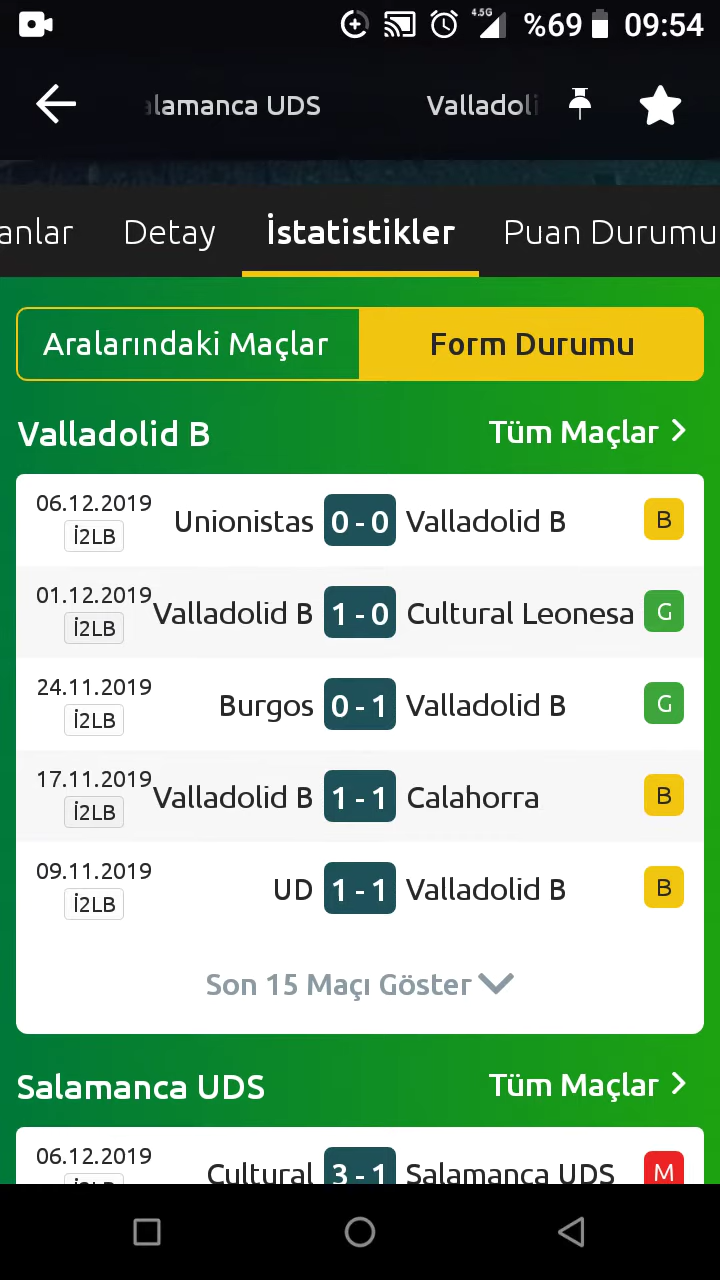 4.5G %69 09:54
alamanca UDS Valladoli
anlar Detay İstatistikler Puan Durumu
Aralarındaki Maçlar Form Durumu
Valladolid B Tüm Maçlar
06.12.2019 Unionistas 0 - 0 Valladolid B B
İ2LB
01.12.2019 Valladolid B 1 - 0 Cultural Leonesa G
İ2LB
24.11.2019 Burgos 0 - 1 Valladolid B G
İ2LB
17.11.2019 Valladolid B 1 - 1 Calahorra B
İ2LB
09.11.2019 UD 1 - 1 Valladolid B B
İ2LB
Son 15 Maçı Göster
Salamanca UDS Tüm Maçlar
06.12.2019 Cultural 3 - 1 Salamanca UDS M